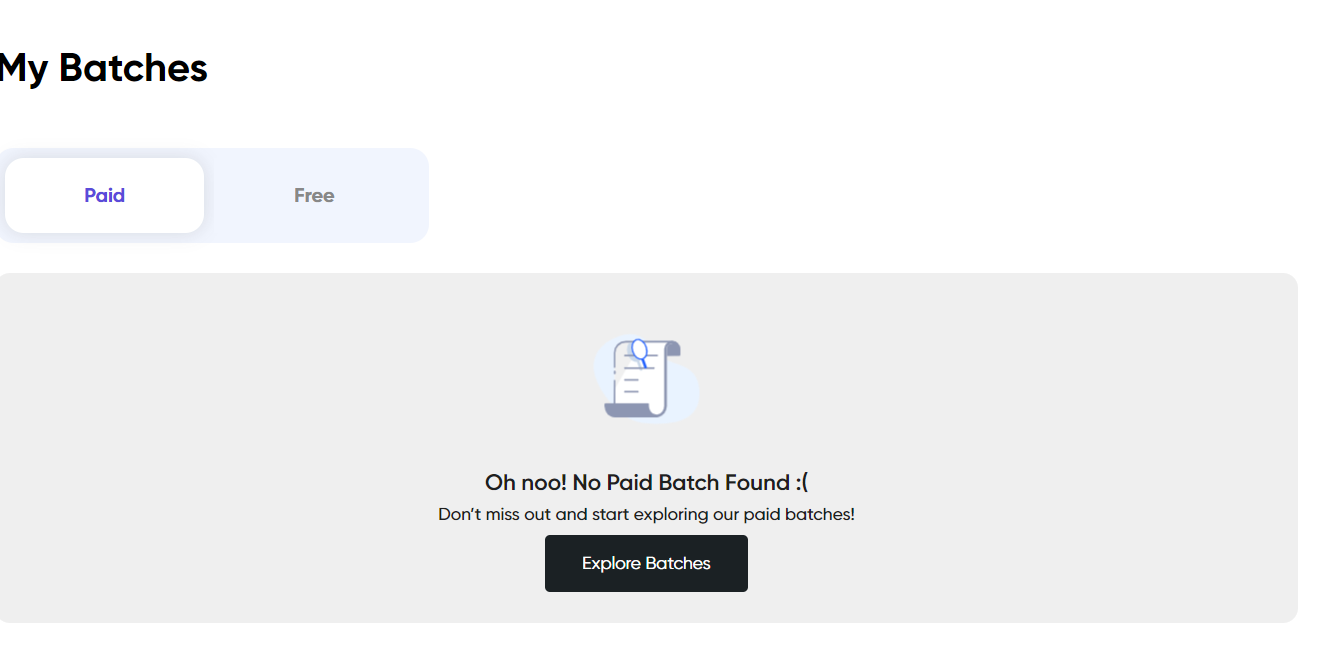 My Batches
Paid
Free
Oh noo! No Paid Batch Found :(
Don’t miss out and start exploring our paid batches!
Explore Batches